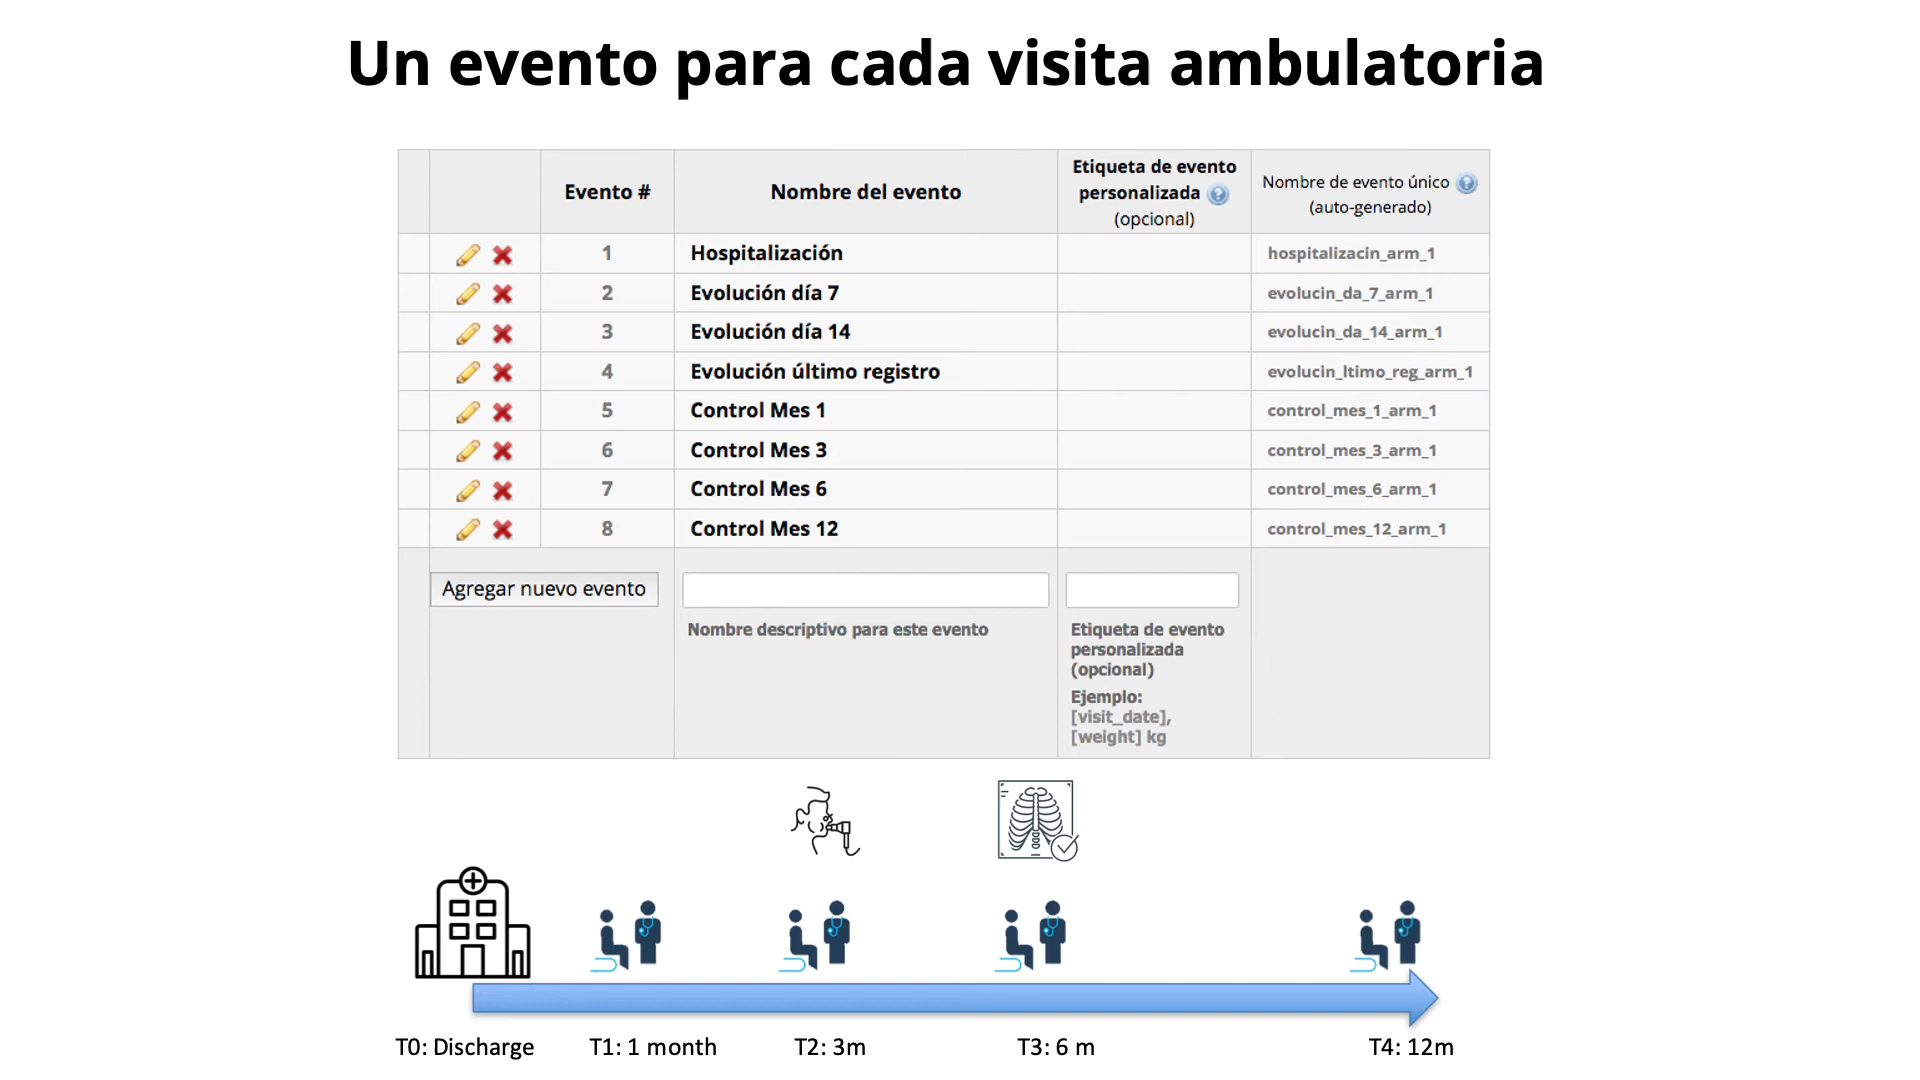 Un evento para cada visita ambulatoria
Evento #
Nombre del evento
Etiqueta de evento
personalizada
(opcional)
Nombre de evento único
(auto-generado)
1 Hospitalización hospitalizacin_arm_1
2 Evolución día 7 evolucin_da_7_arm_1
3 Evolución día 14 evolucin_da_14_arm_1
4 Evolución último registro evolucin_ltimo_reg_arm_1
5 Control Mes 1 control_mes_1_arm_1
6 Control Mes 3 control_mes_3_arm_1
7 Control Mes 6 control_mes_6_arm_1
8 Control Mes 12 control_mes_12_arm_1
Agregar nuevo evento
Nombre descriptivo para este evento
Etiqueta de evento
personalizada
(opcional)
Ejemplo:
[visit_date],
[weight] kg
T0: Discharge T1: 1 month T2: 3m T3: 6 m T4: 12m